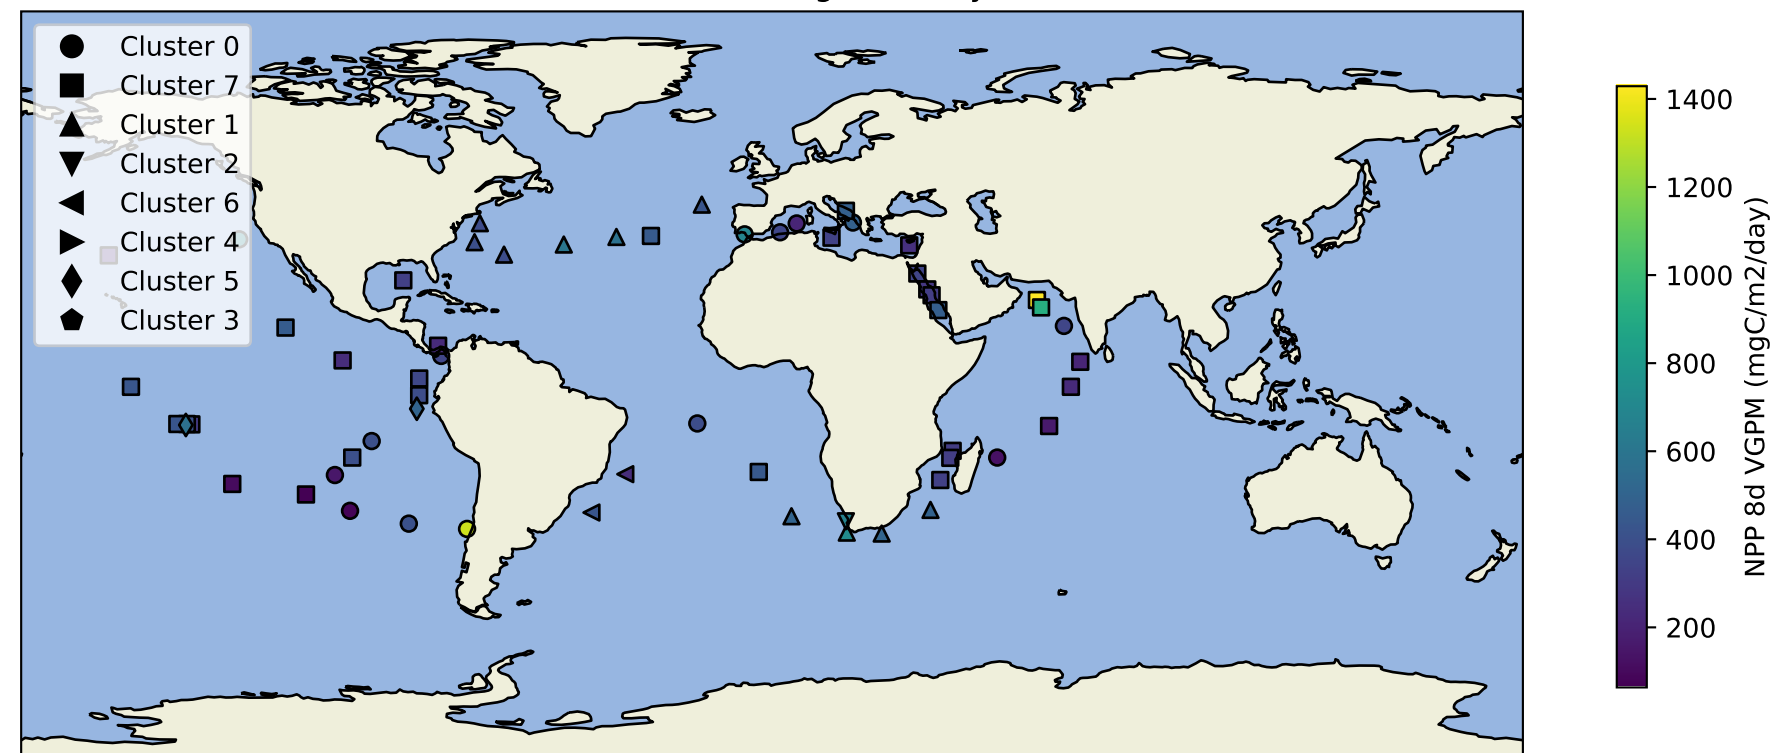 Cluster 0
Cluster 7
Cluster 1
Cluster 2
Cluster 6
Cluster 4
Cluster 5
Cluster 3
1400
1200
1000
800
600
400
200
NPP 8d VGPM (mgC/m2/day)